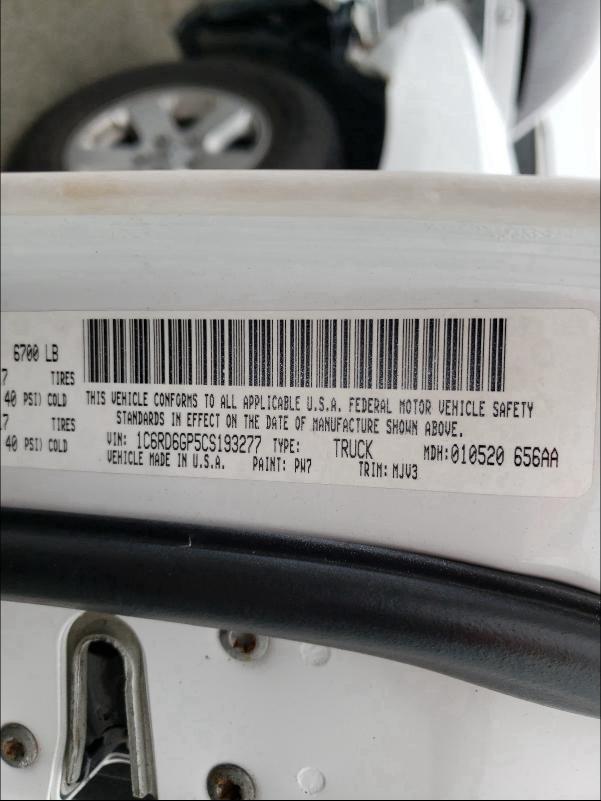 6700 LB
7 TIRES
40 PSI) COLD
17 TIRES
40 PSI) COLD
THIS VEHICLE CONFORMS TO ALL APPLICABLE U.S.A. FEDERAL MOTOR VEHICLE SAFETY
STANDARDS IN EFFECT ON THE DATE OF MANUFACTURE SHOWN ABOVE.
VIN: 1C6RD6GP5CS193277 TYPE: TRUCK MDH:010520 656AA
VEHICLE MADE IN U.S.A. PAINT: PW7 TRIM: MJV3